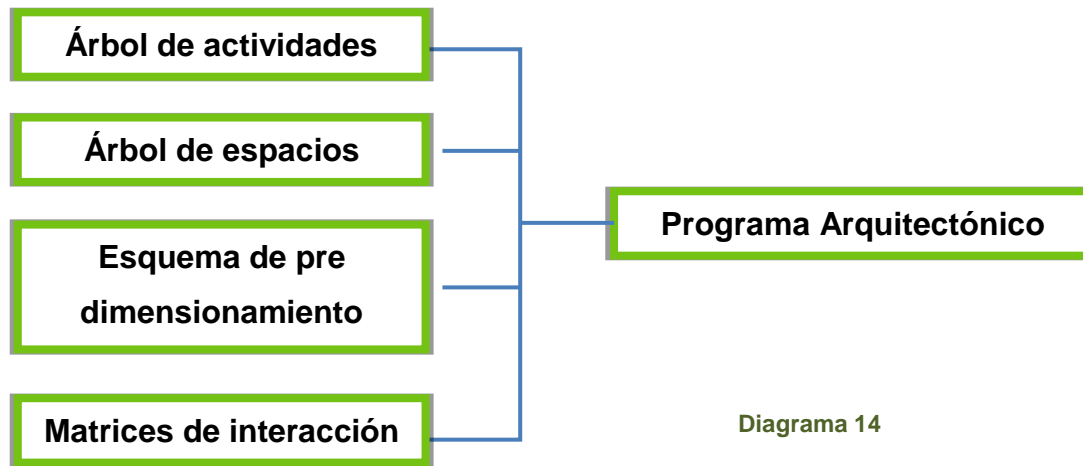 Árbol de actividades
Árbol de espacios
Esquema de pre
dimensionamiento
Matrices de interacción
Programa Arquitectónico
Diagrama 14